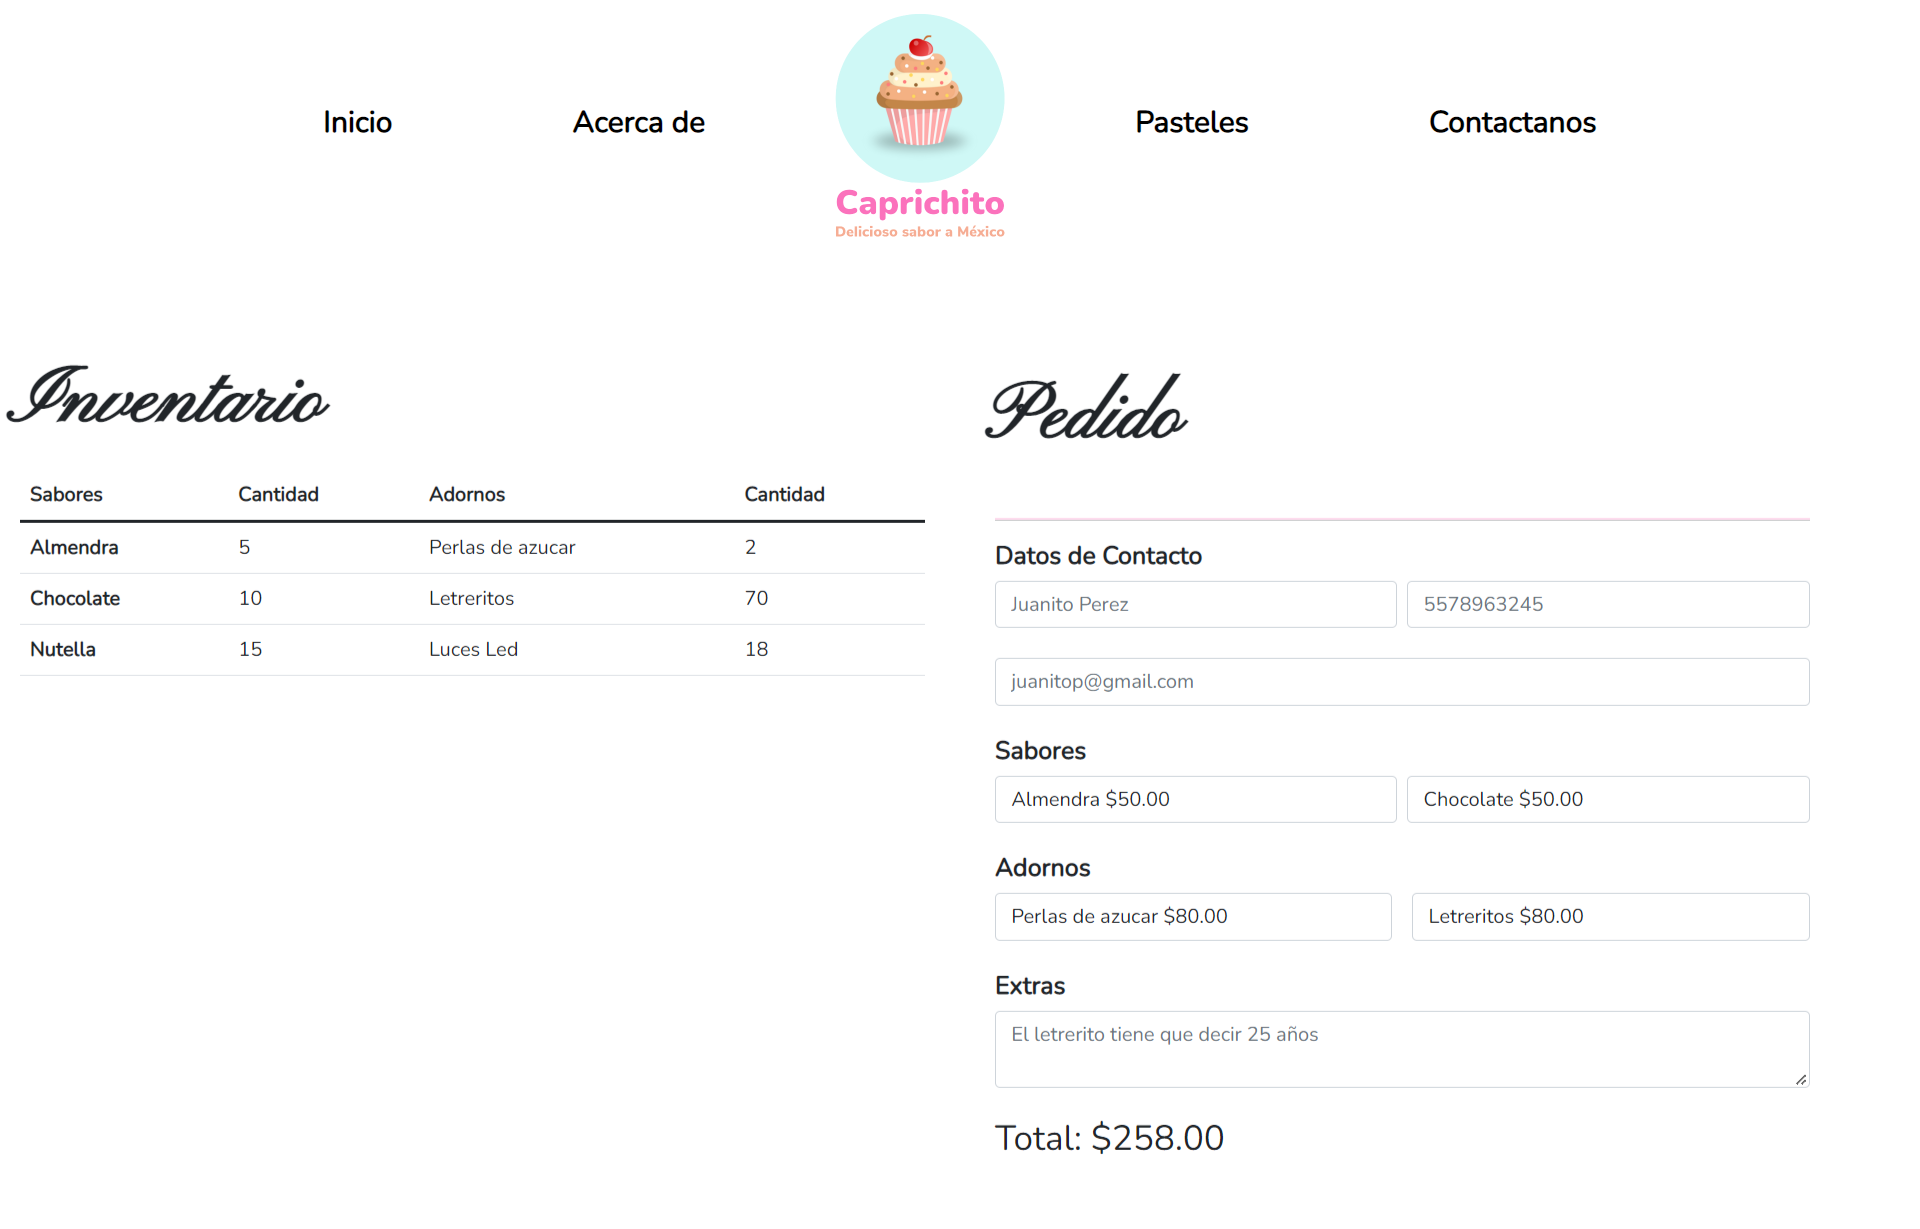 Inicio
Acerca de
Caprichito
Delicioso sabor a México
Pasteles
Contactanos
Inventario
Sabores Cantidad Adornos Cantidad
Almendra 5 Perlas de azucar 2
Chocolate 10 Letreritos 70
Nutella 15 Luces Led 18
Pedido
Datos de Contacto
Juanito Perez 5578963245
juanitop@gmail.com
Sabores
Almendra $50.00 Chocolate $50.00
Adornos
Perlas de azucar $80.00 Letreritos $80.00
Extras
El letrerito tiene que decir 25 años
Total: $258.00